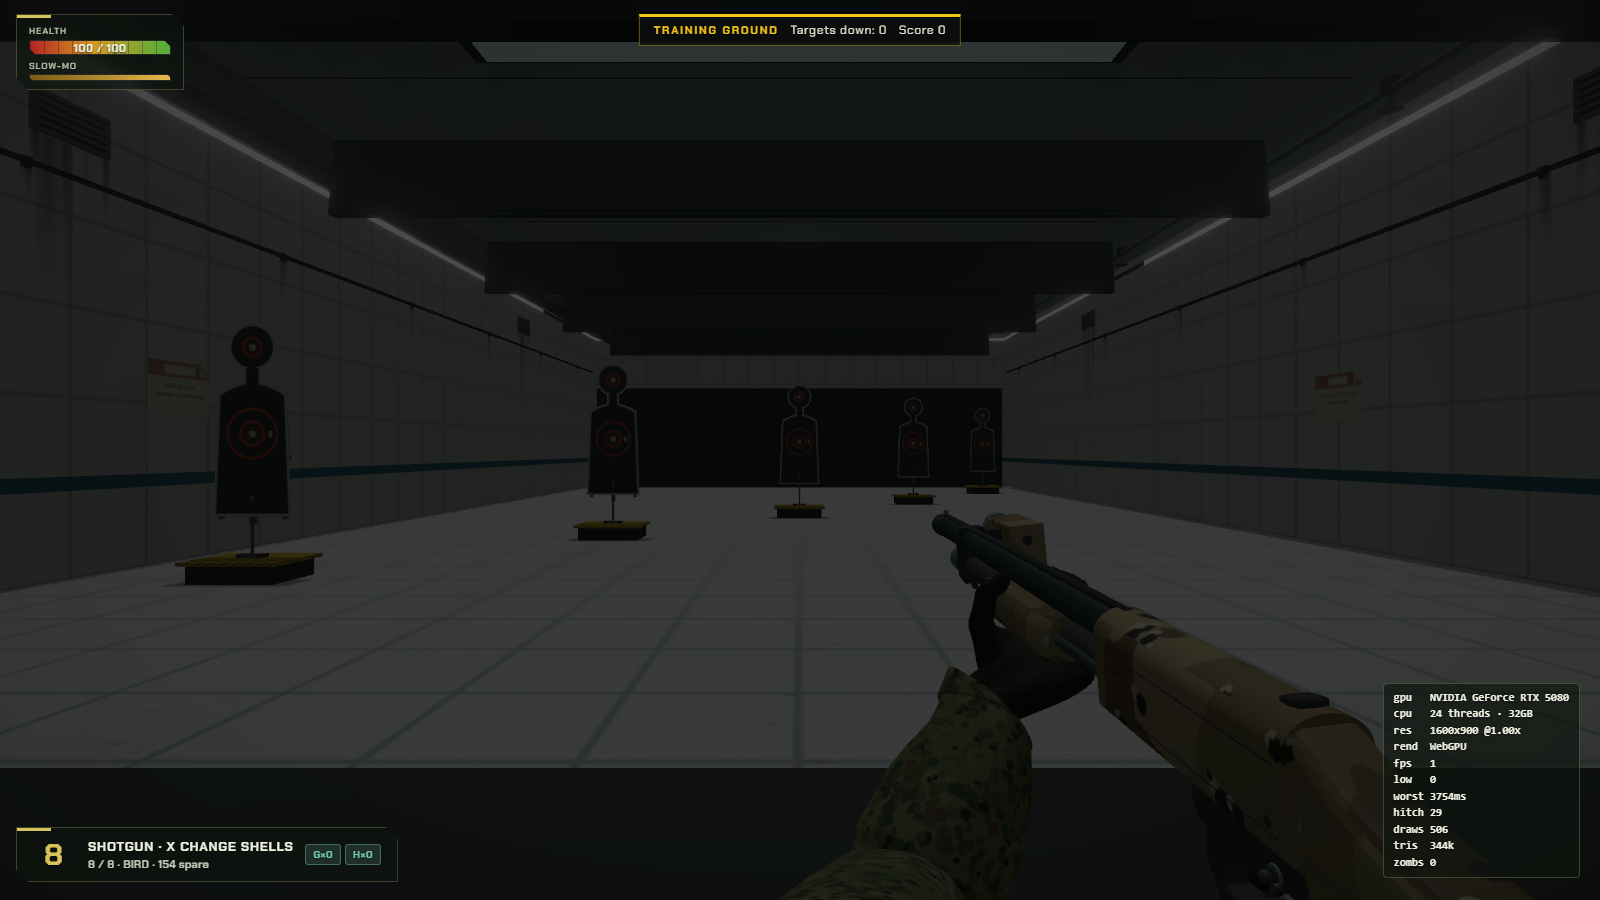 HEALTH
100 / 100
SLOW-MO
TRAINING GROUND Targets down: 0 Score 0
gpu NVIDIA GeForce RTX 5080
cpu 24 threads · 32GB
res 1600x900 @1.00x
rend WebGPU
fps 1
low 0
worst 3754ms
hitch 29
draws 506
tris 344k
zombs 0
8
SHOTGUN · X CHANGE SHELLS
8 / 8 · BIRD · 154 spare
G×0 H×0